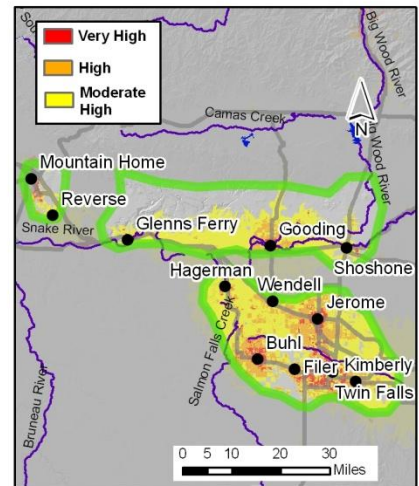 Very High
High
Moderate
High
Big Wood River
Camas Creek
N
Wood River
Mountain Home
Reverse
Snake River
Glenns Ferry
Gooding
Shoshone
Hagerman
Wendell
Jerome
Salmon Falls Creek
Buhl
Filer
Kimberly
Twin Falls
Bruneau River
0 5 10 20 30
Miles